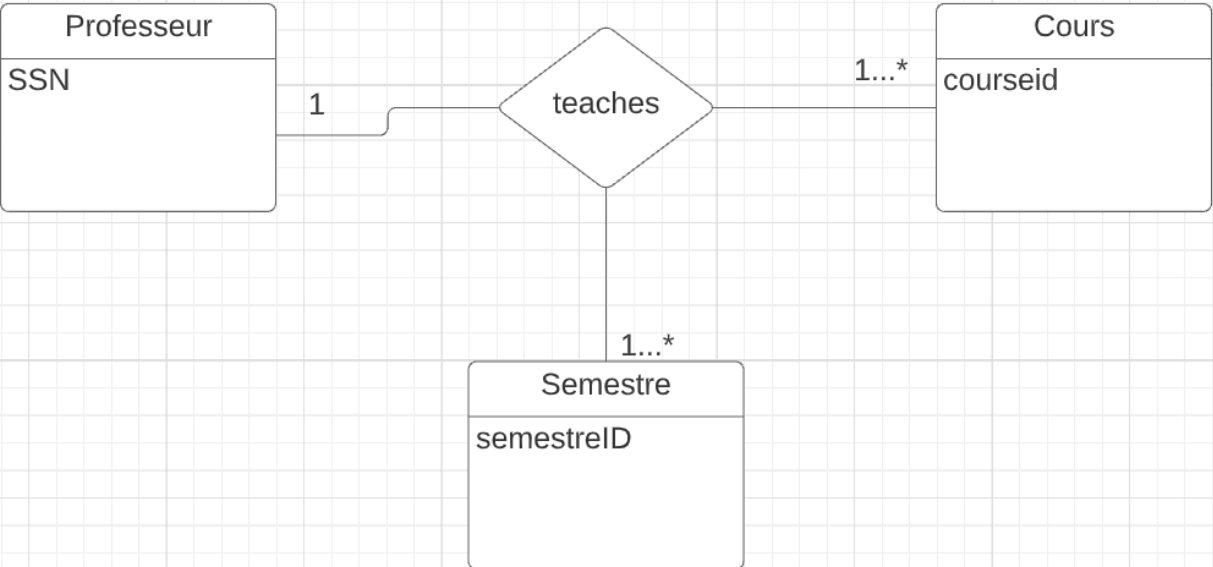 Professeur
SSN
1
teaches
1...*
Cours
courseid
1...*
Semestre
semestreID